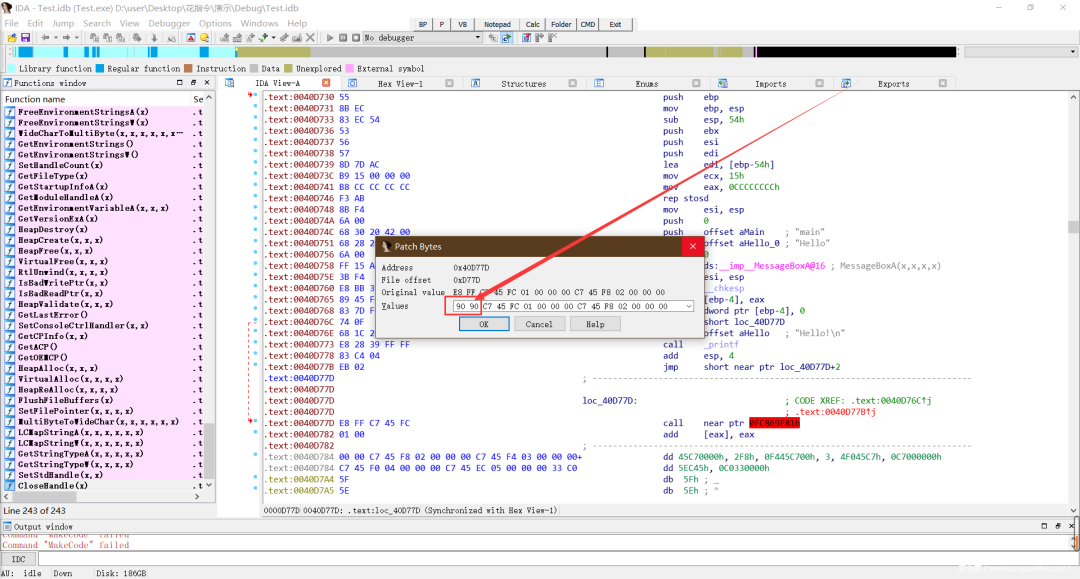 IDA - Test.idb (Test.exe) D:\user\Desktop\花指令\演示\Debug\Test.idb
File Edit Jump Search View Debugger Options Windows Help
BP P VB Notepad Calc Folder CMD Exit
No debugger
Library function Regular function Instruction Data Unexplored External symbol
Functions window
IDA View-A Hex View-1 Structures Enums Imports Exports
Function name Se
FreeEnvironmentStringsA(x) .t
FreeEnvironmentStringsW(x) .t
WideCharToMultiByte(x,x,x,x,x,⋯ .t
GetEnvironmentStrings() .t
GetEnvironmentStringsW() .t
SetHandleCount(x) .t
GetFileType(x) .t
GetStartupInfoA(x) .t
GetModuleHandleA(x) .t
GetEnvironmentVariableA(x,x,x) .t
GetVersionExA(x) .t
HeapDestroy(x) .t
HeapCreate(x,x,x) .t
HeapFree(x,x,x) .t
VirtualFree(x,x,x) .t
RtlUnwind(x,x,x,x) .t
IsBadWritePtr(x,x) .t
IsBadReadPtr(x,x) .t
GetLastError() .t
SetConsoleCtrlHandler(x,x) .t
GetCPInfo(x,x) .t
GetACP() .t
GetOEMCP() .t
HeapAlloc(x,x,x) .t
VirtualAlloc(x,x,x,x) .t
HeapReAlloc(x,x,x,x) .t
FlushFileBuffers(x) .t
SetFilePointer(x,x,x,x) .t
MultiByteToWideChar(x,x,x,x,x,x) .t
LCMapStringA(x,x,x,x,x,x) .t
LCMapStringW(x,x,x,x,x,x) .t
GetStringTypeA(x,x,x,x,x) .t
GetStringTypeW(x,x,x,x) .t
SetStdHandle(x,x) .t
CloseHandle(x) .t
Line 243 of 243
.text:0040D730 55 push ebp
.text:0040D731 8B EC mov ebp, esp
.text:0040D733 83 EC 54 sub esp, 54h
.text:0040D736 53 push ebx
.text:0040D737 56 push esi
.text:0040D738 57 push edi
.text:0040D739 8D 7D AC lea edi, [ebp-54h]
.text:0040D73C B9 15 00 00 00 mov ecx, 15h
.text:0040D741 B8 CC CC CC CC mov eax, 0CCCCCCCCh
.text:0040D746 F3 AB rep stosd
.text:0040D748 8B F4 mov esi, esp
.text:0040D74A 6A 00 push 0
.text:0040D74C 68 30 20 42 00 push offset aMain ; "main"
.text:0040D751 68 28 2 offset aHello_0 ; "Hello"
.text:0040D756 6A 00 0
.text:0040D758 FF 15 A ds:__imp__MessageBoxA@16 ; MessageBoxA(x,x,x,x)
.text:0040D75E 3B F4 esi, esp
.text:0040D760 E8 BB 3 __chkesp
.text:0040D765 89 45 F [ebp-4], eax
.text:0040D768 83 7D F dword ptr [ebp-4], 0
.text:0040D76C 74 0F short loc_40D77D
.text:0040D76E 68 1C 2 offset aHello ; "Hello!\n"
.text:0040D773 E8 28 39 FF FF call _printf
.text:0040D778 83 C4 04 add esp, 4
.text:0040D77B EB 02 jmp short near ptr loc_40D77D+2
.text:0040D77D ; ---------------------------------------------------------------------------
.text:0040D77D
.text:0040D77D loc_40D77D: ; CODE XREF: .text:0040D76C↑j
.text:0040D77D ; .text:0040D77B↑j
.text:0040D77D E8 FF C7 45 FC call near ptr 0FC869F81h
.text:0040D782 01 00 add [eax], eax
.text:0040D782 ; ---------------------------------------------------------------------------
.text:0040D784 00 00 C7 45 F8 02 00 00 00 C7 45 F4 03 00 00 00+ dd 45C70000h, 2F8h, 0F445C700h, 3, 4F045C7h, 0C7000000h
.text:0040D784 C7 45 F0 04 00 00 00 C7 45 EC 05 00 00 00 33 C0 dd 5EC45h, 0C0330000h
.text:0040D7A4 5F db 5Fh ; _
.text:0040D7A5 5E db 5Eh ; ^
0000D77D 0040D77D: .text:loc_40D77D (Synchronized with Hex View-1)
Patch Bytes
Address 0x40D77D
File offset 0xD77D
Original value E8 FF C7 45 FC 01 00 00 00 C7 45 F8 02 00 00 00
Values 90 90 C7 45 FC 01 00 00 00 C7 45 F8 02 00 00 00
OK Cancel Help
Output window
Command "MakeCode" failed
Command "MakeCode" failed
IDC
AU: idle Down Disk: 186GB